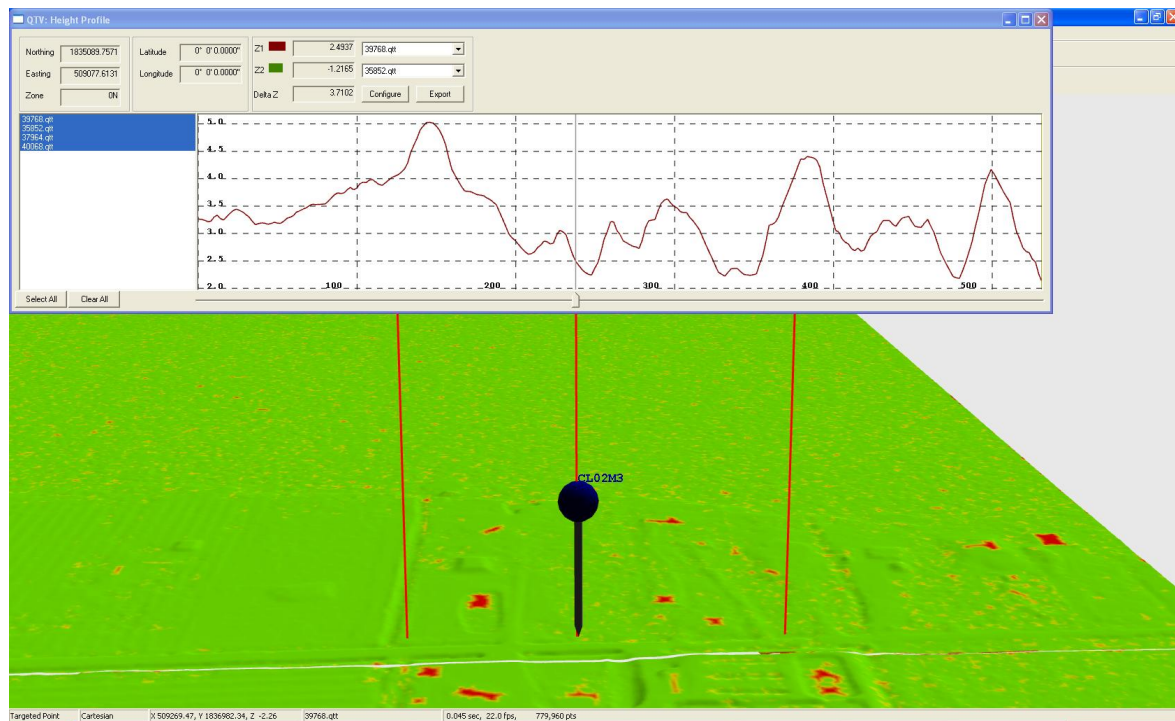 QTV: Height Profile
Northing 1835089.7571 Latitude 0° 0' 0.0000" Z1 2.4937 39768.qtt
Easting 509077.6131 Longitude 0° 0' 0.0000" Z2 -1.2165 35852.qtt
Zone 0N Delta Z 3.7102 Configure Export
39768.qtt
35852.qtt
37964.qtt
40068.qtt
5.0
4.5
4.0
3.5
3.0
2.5
2.0 100 200 300 400 500
Select All Clear All
CL02M3
Targeted Point Cartesian X 509269.47, Y 1836982.34, Z -2.26 39768.qtt 0.045 sec, 22.0 fps, 779,960 pts